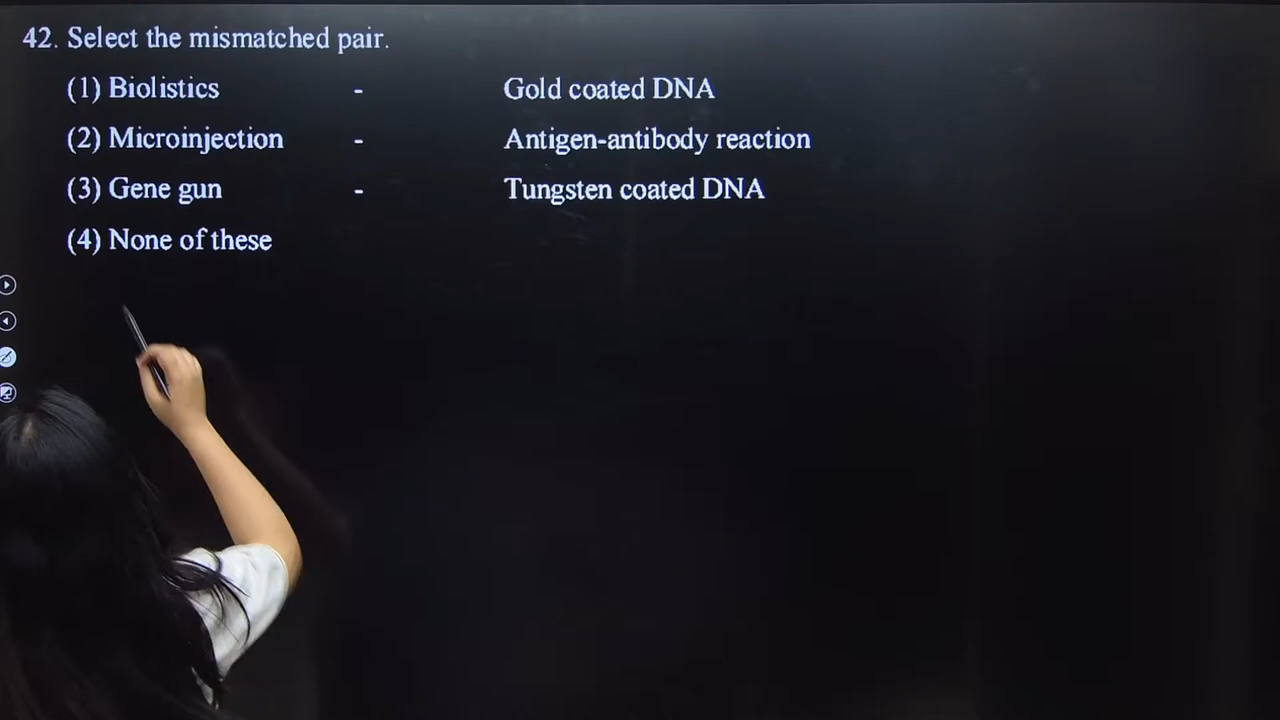 42. Select the mismatched pair.
(1) Biolistics - Gold coated DNA
(2) Microinjection - Antigen-antibody reaction
(3) Gene gun - Tungsten coated DNA
(4) None of these